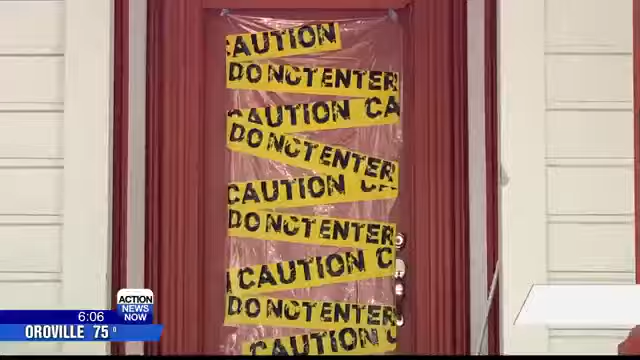 CAUTION
DO NOT ENTER
CAUTION CA
DO NOT ENTER
CAUTION
DO NOT ENTER
CAUTION C
DO NOT ENTER
CAUTION C
6:06
ACTION
NEWS
NOW
OROVILLE 75°